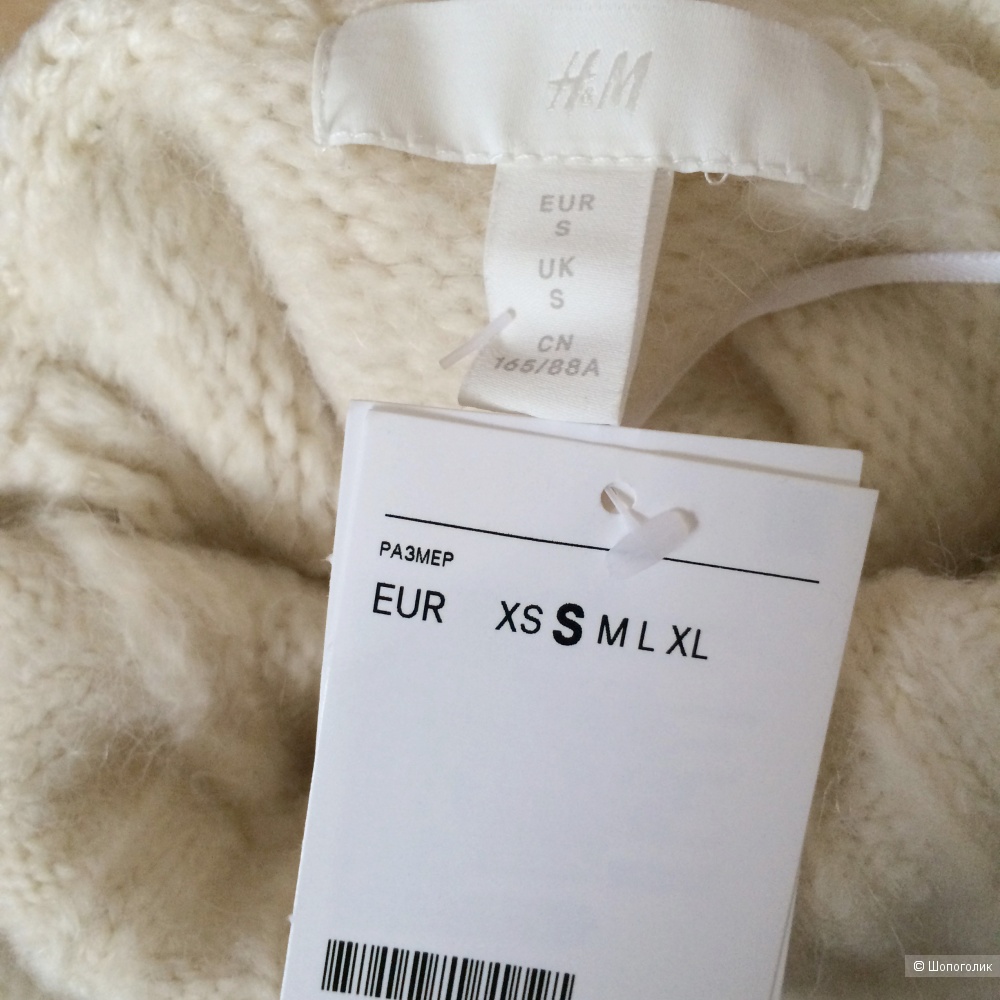 H&M
EUR
S
UK
S
CN
165/88A
РАЗМЕР
EUR XS S M L XL
© Шопоголик